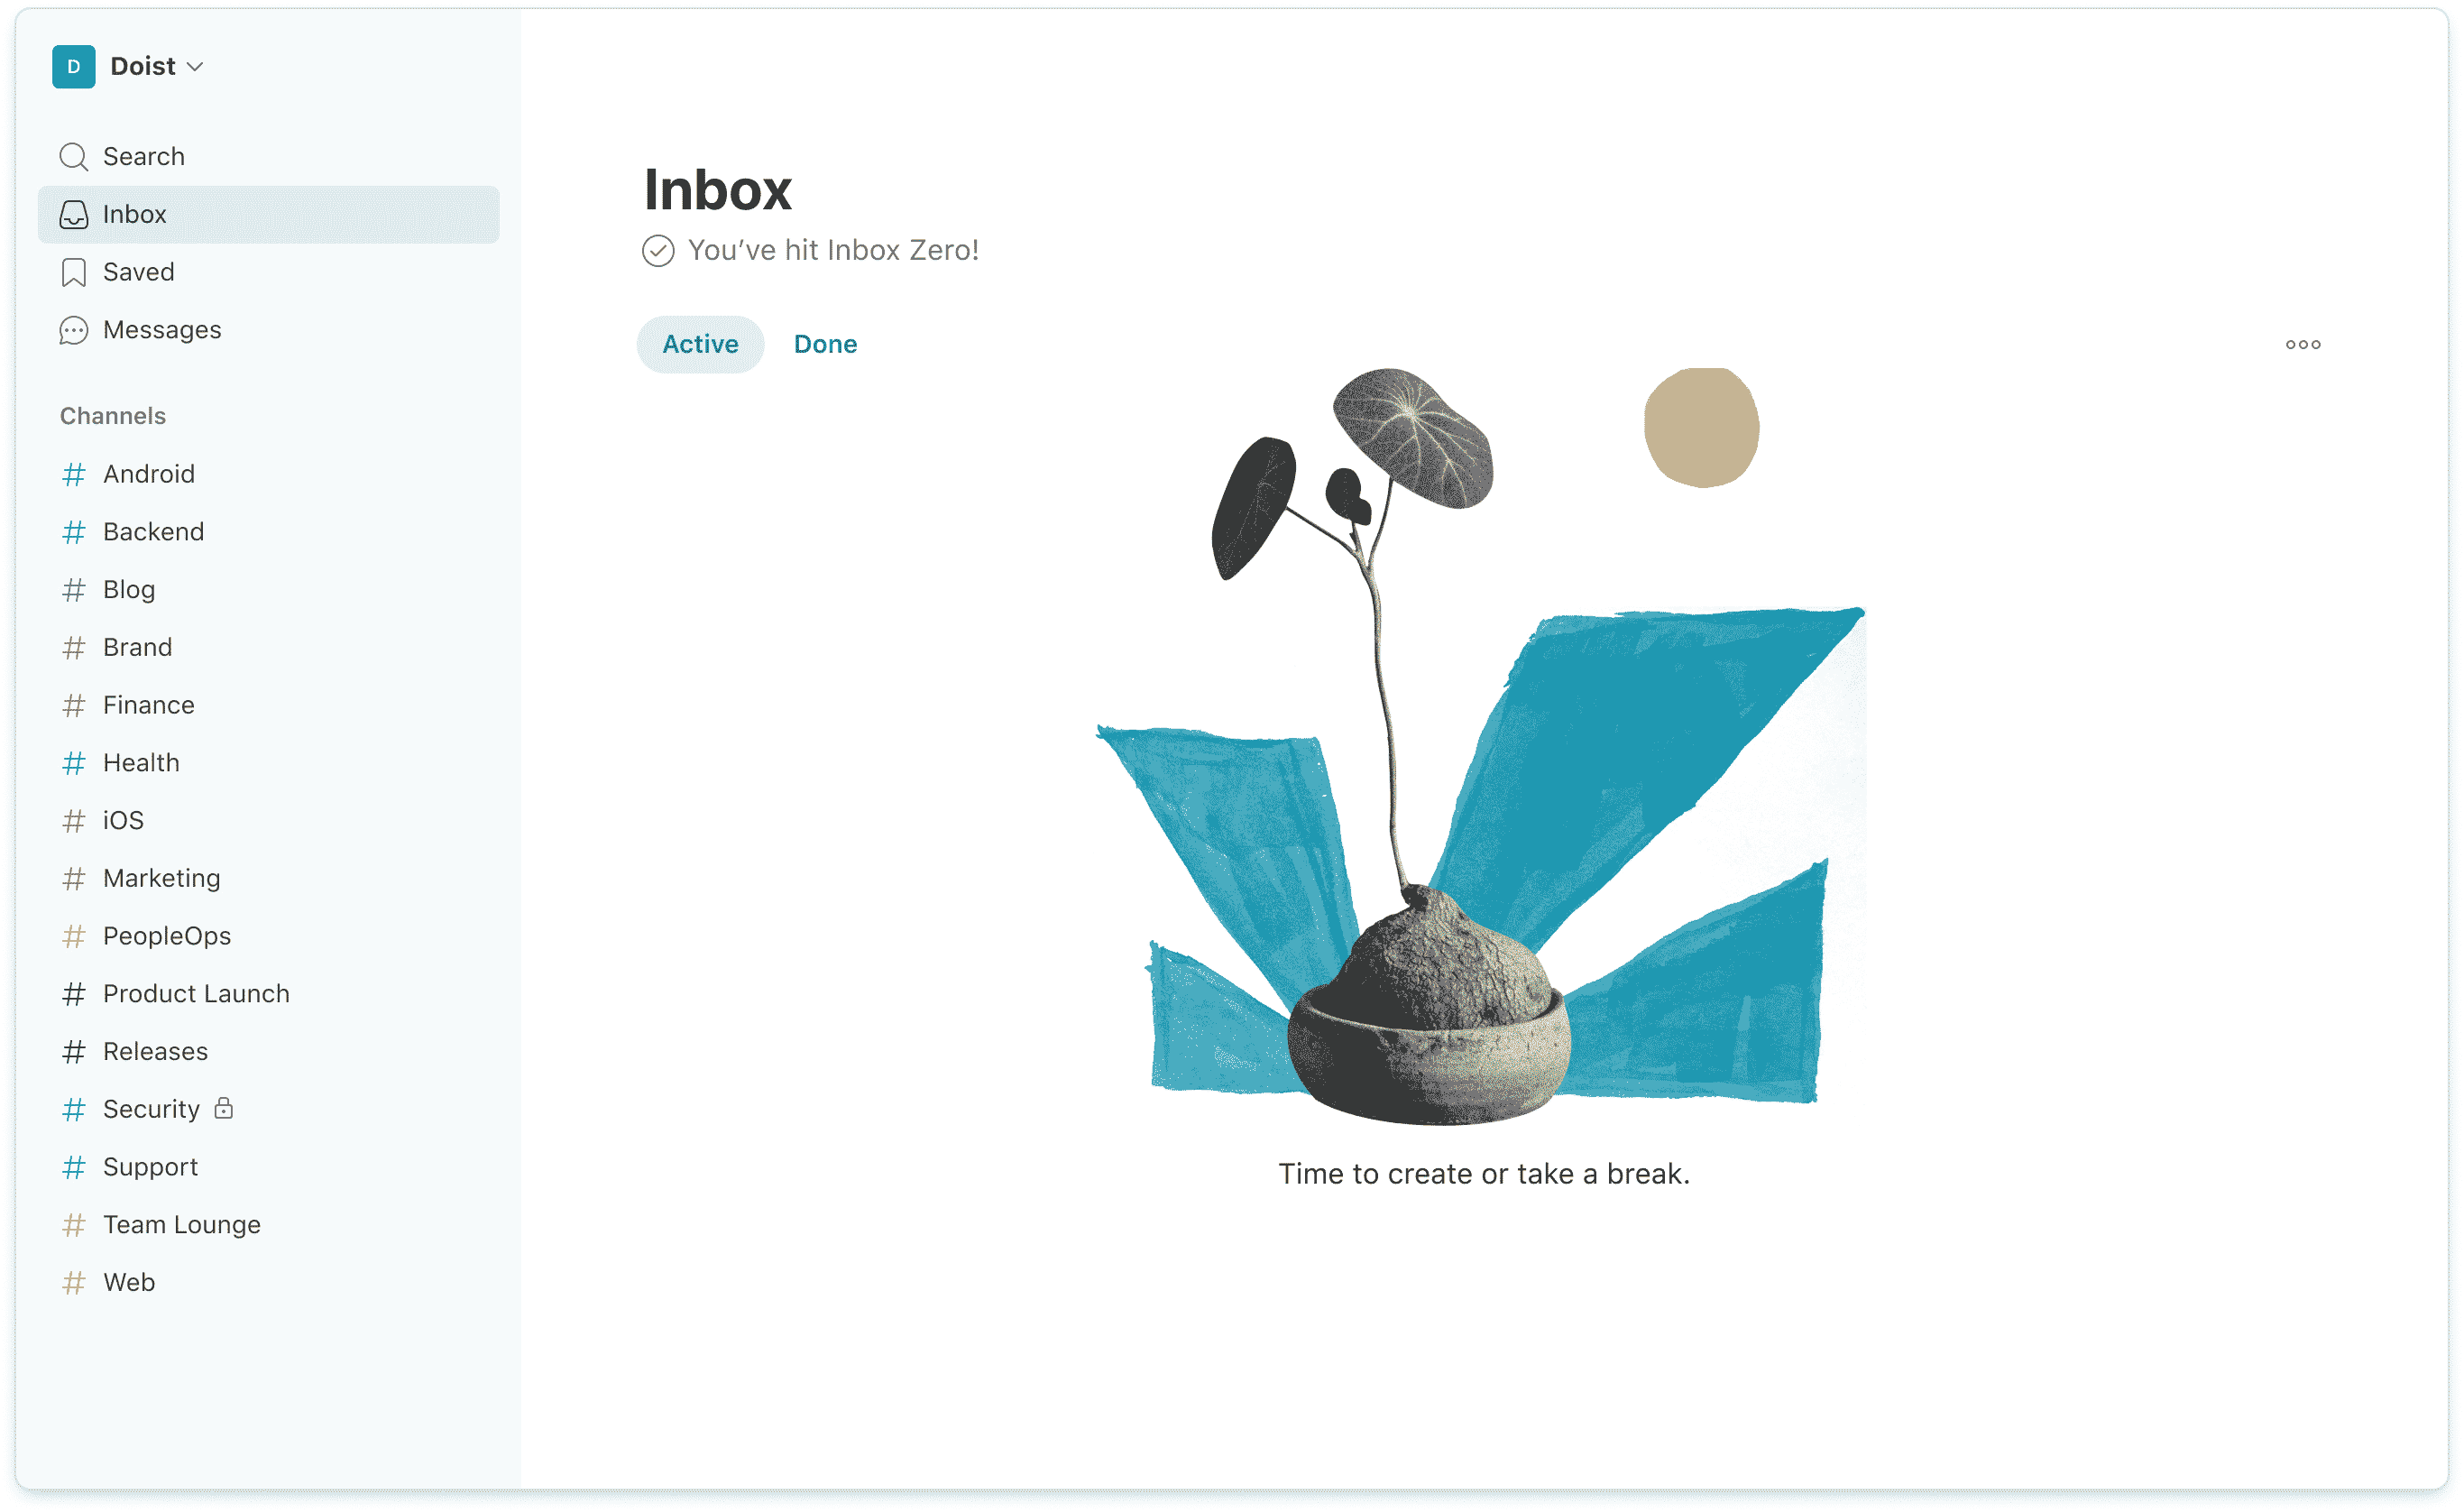 D Doist
Search
Inbox
Saved
Messages
Channels
# Android
# Backend
# Blog
# Brand
# Finance
# Health
# iOS
# Marketing
# PeopleOps
# Product Launch
# Releases
# Security
# Support
# Team Lounge
# Web
Inbox
You’ve hit Inbox Zero!
Active Done
Time to create or take a break.